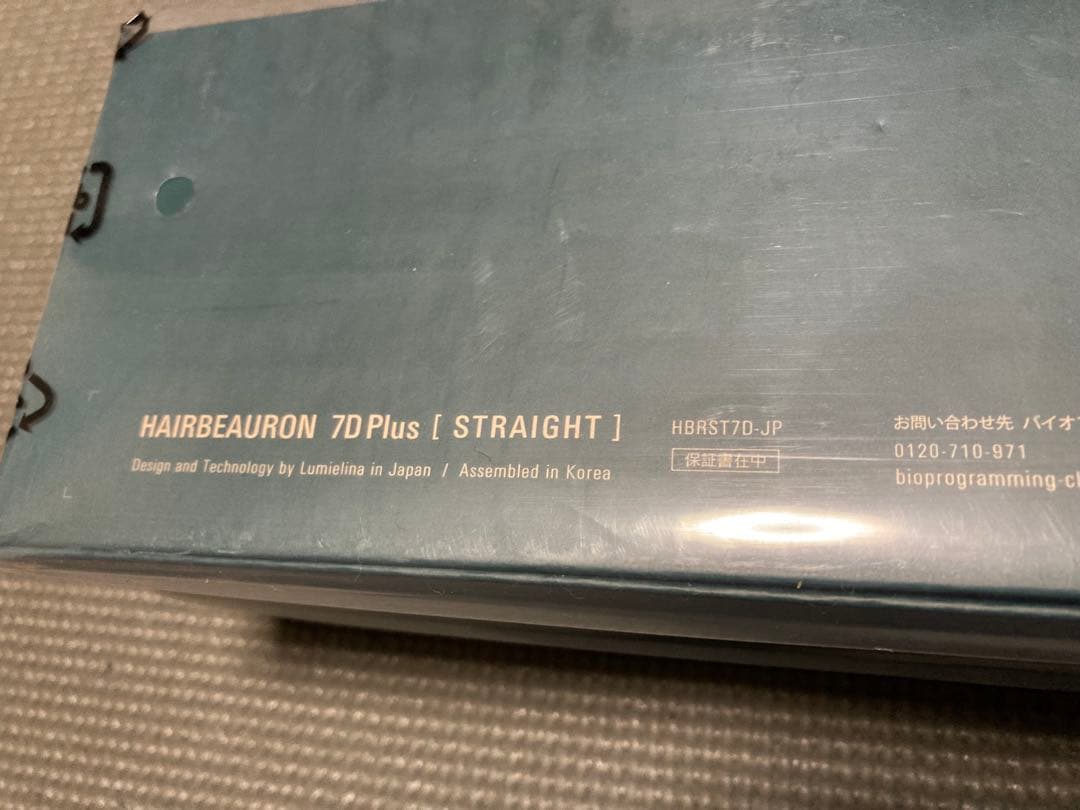 HAIRBEAURON 7D Plus [ STRAIGHT ]
Design and Technology by Lumielina in Japan / Assembled in Korea
HBRST7D-JP
保証書在中
お問い合わせ先 バイオ
0120-710-971
bioprogramming-cl